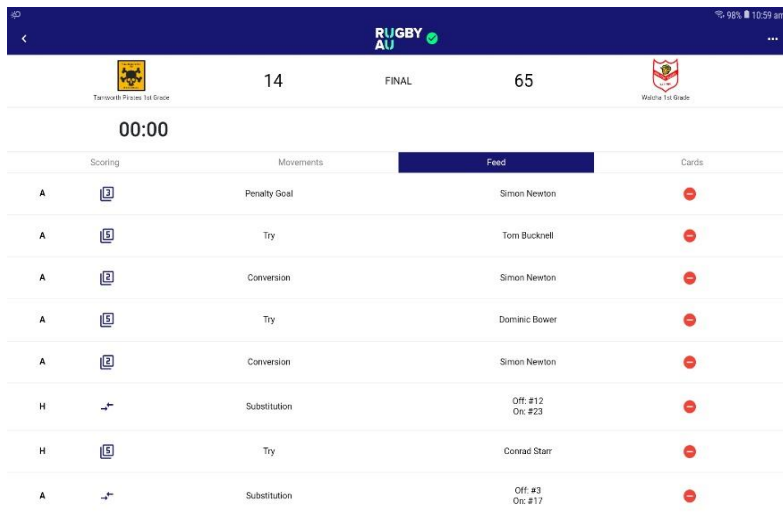 98% 10:59 am
RUGBY
AU
14 FINAL 65
Tamworth Pirates 1st Grade Walcha 1st Grade
00:00
Scoring Movements Feed Cards
A 3 Penalty Goal Simon Newton
A 5 Try Tom Bucknell
A 2 Conversion Simon Newton
A 5 Try Dominic Bower
A 2 Conversion Simon Newton
H Substitution Off: #12
On: #23
H 5 Try Conrad Starr
A Substitution Off: #3
On: #17